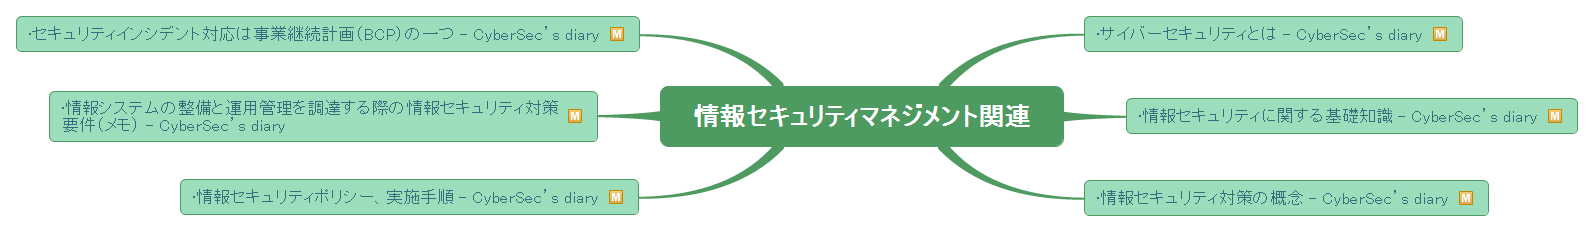 ・セキュリティインシデント対応は事業継続計画（BCP）の一つ - CyberSec’s diary M
・情報システムの整備と運用管理を調達する際の情報セキュリティ対策
要件（メモ） - CyberSec’s diary M
・情報セキュリティポリシー、実施手順 - CyberSec’s diary M
情報セキュリティマネジメント関連
・サイバーセキュリティとは - CyberSec’s diary M
・情報セキュリティに関する基礎知識 - CyberSec’s diary M
・情報セキュリティ対策の概念 - CyberSec’s diary M